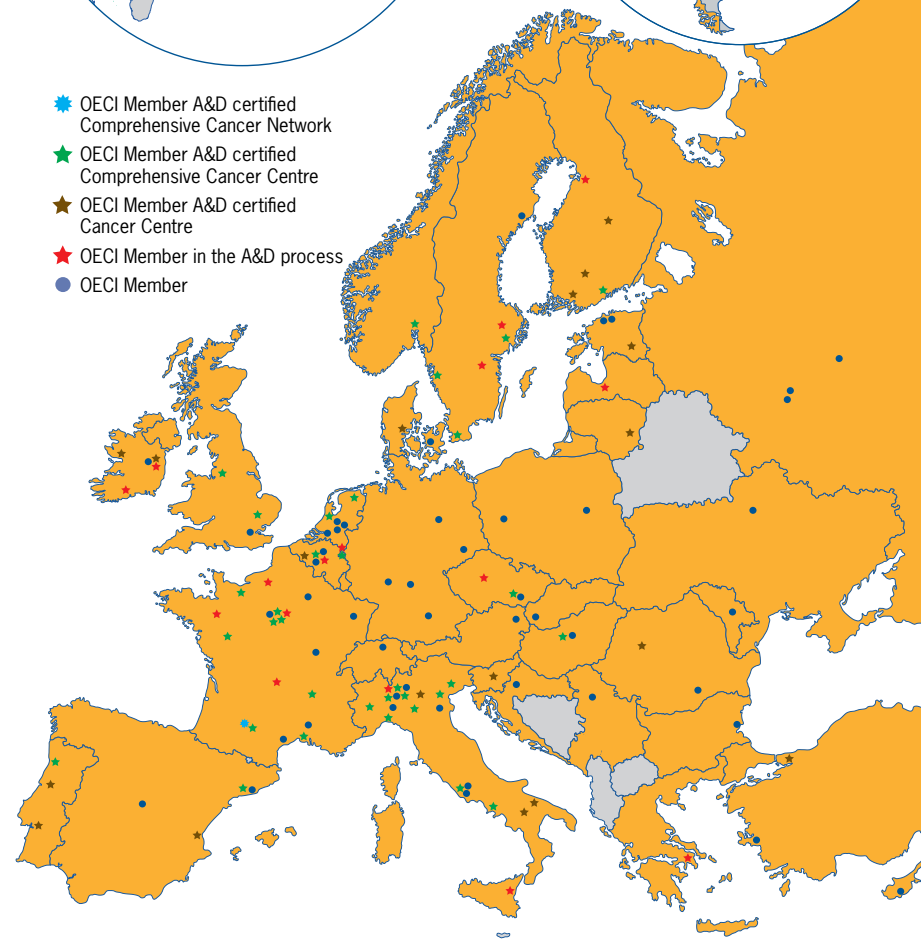 OECI Member A&D certified
Comprehensive Cancer Network
OECI Member A&D certified
Comprehensive Cancer Centre
OECI Member A&D certified
Cancer Centre
OECI Member in the A&D process
OECI Member